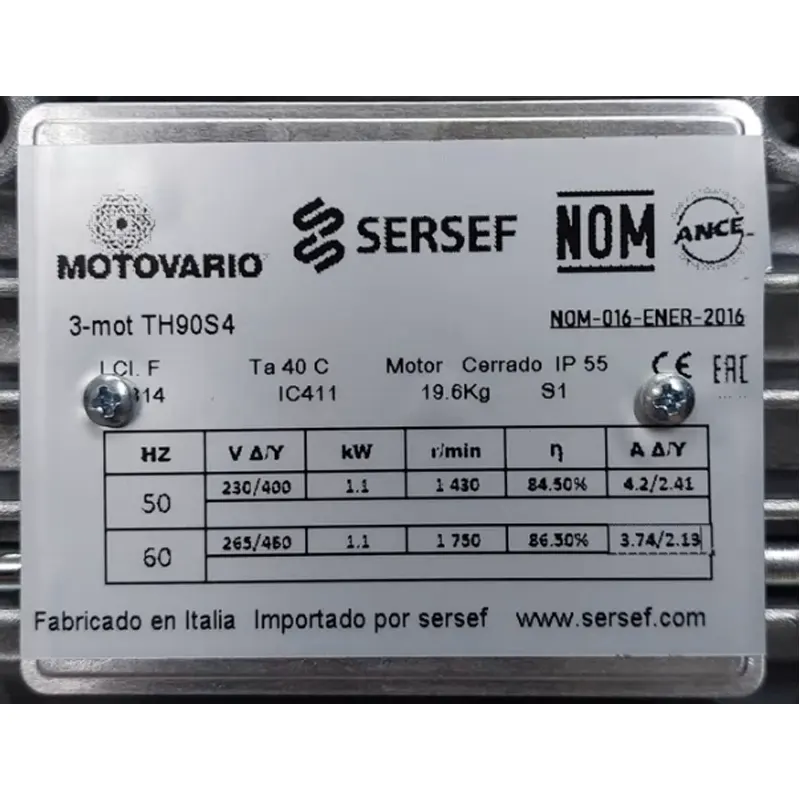 MOTOVARIO SERSEF NOM ANCE
3-mot TH90S4 NOM-016-ENER-2016
I.Cl. F Ta 40 C Motor Cerrado IP 55 CE EAC
IC411 19.6Kg S1
HZ V Δ/Y kW r/min η A Δ/Y
50 230/400 1.1 1 430 84.50% 4.2/2.41
60 265/460 1.1 1 750 86.50% 3.74/2.13
Fabricado en Italia Importado por sersef www.sersef.com